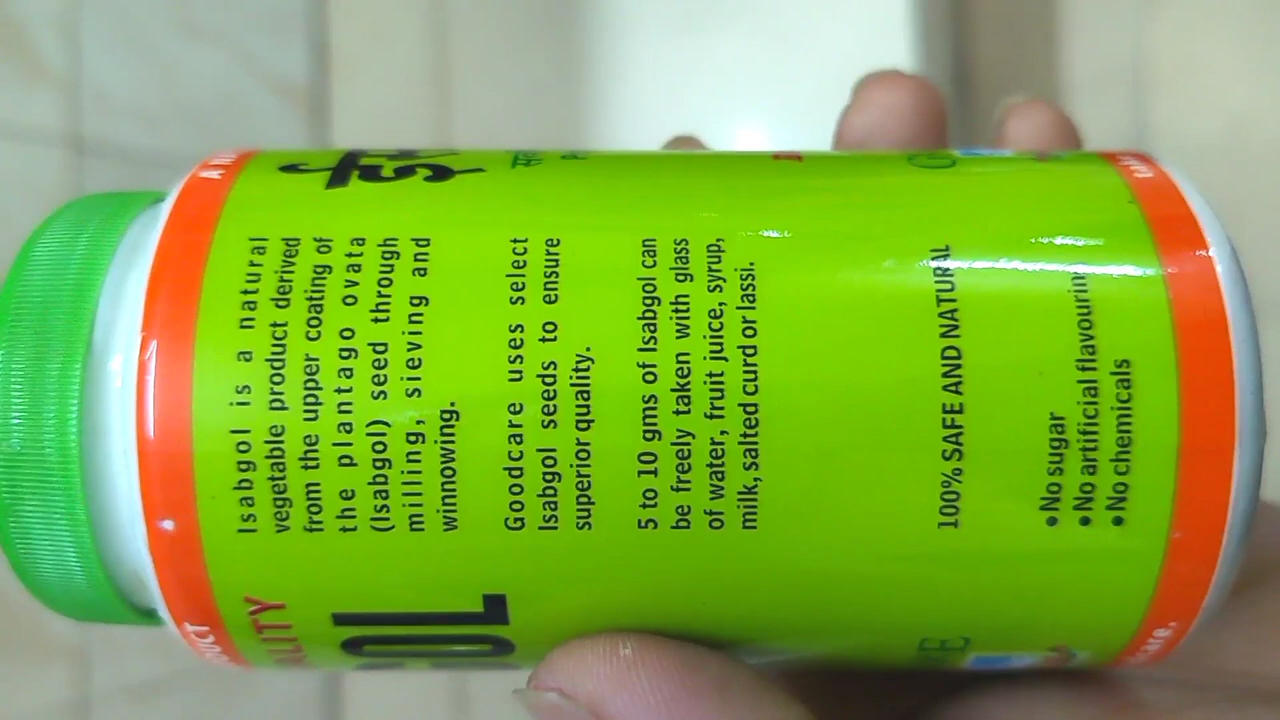 Isabgol is a natural
vegetable product derived
from the upper coating of
the plantago ovata
(Isabgol) seed through
milling, sieving and
winnowing.
Goodcare uses select
Isabgol seeds to ensure
superior quality.
5 to 10 gms of Isabgol can
be freely taken with glass
of water, fruit juice, syrup,
milk, salted curd or lassi.
100% SAFE AND NATURAL
•No sugar
•No artificial flavouring
•No chemicals